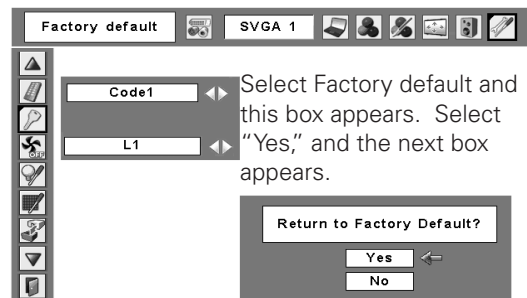 Factory default SVGA 1
Select Factory default and
Code1
this box appears. Select
"Yes," and the next box
L1
appears.
OFF
Return to Factory Default?
Yes
No